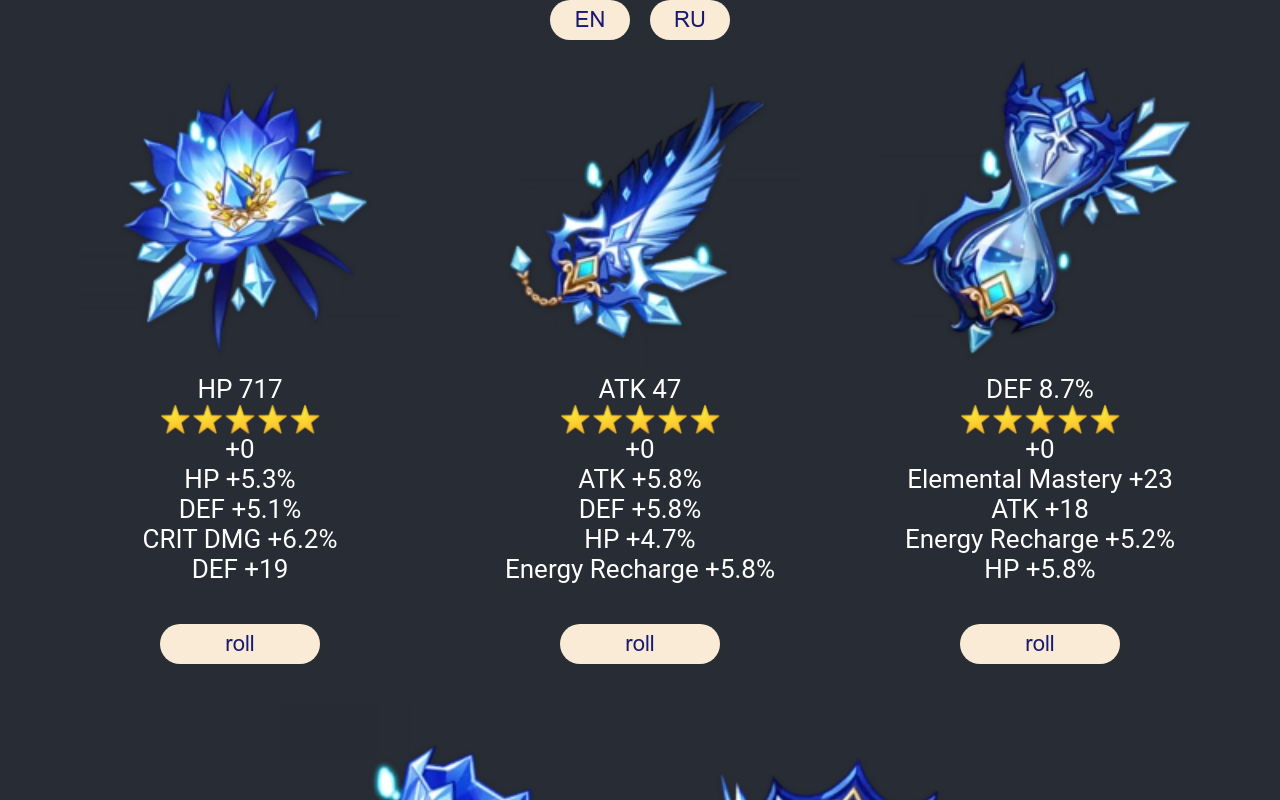 EN RU
HP 717
⭐⭐⭐⭐⭐
+0
HP +5.3%
DEF +5.1%
CRIT DMG +6.2%
DEF +19
roll
ATK 47
⭐⭐⭐⭐⭐
+0
ATK +5.8%
DEF +5.8%
HP +4.7%
Energy Recharge +5.8%
roll
DEF 8.7%
⭐⭐⭐⭐⭐
+0
Elemental Mastery +23
ATK +18
Energy Recharge +5.2%
HP +5.8%
roll